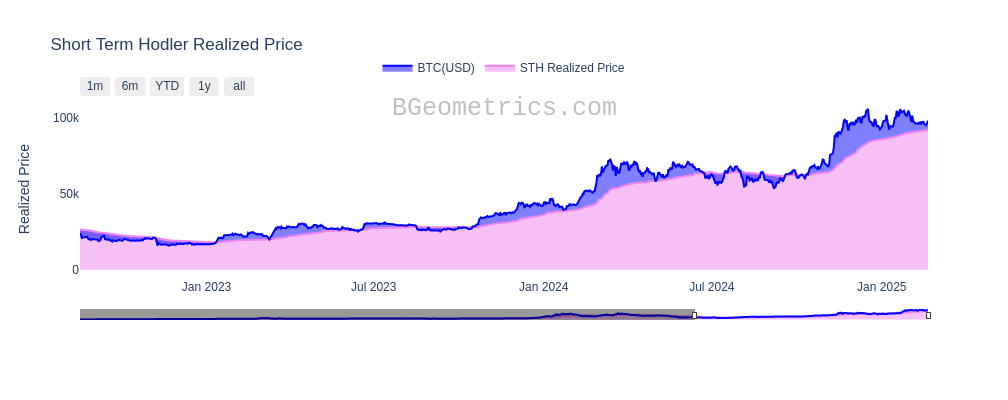 Short Term Hodler Realized Price
BTC(USD) STH Realized Price
1m 6m YTD 1y all
BGeometrics.com
100k
50k
0
Realized Price
Jan 2023 Jul 2023 Jan 2024 Jul 2024 Jan 2025